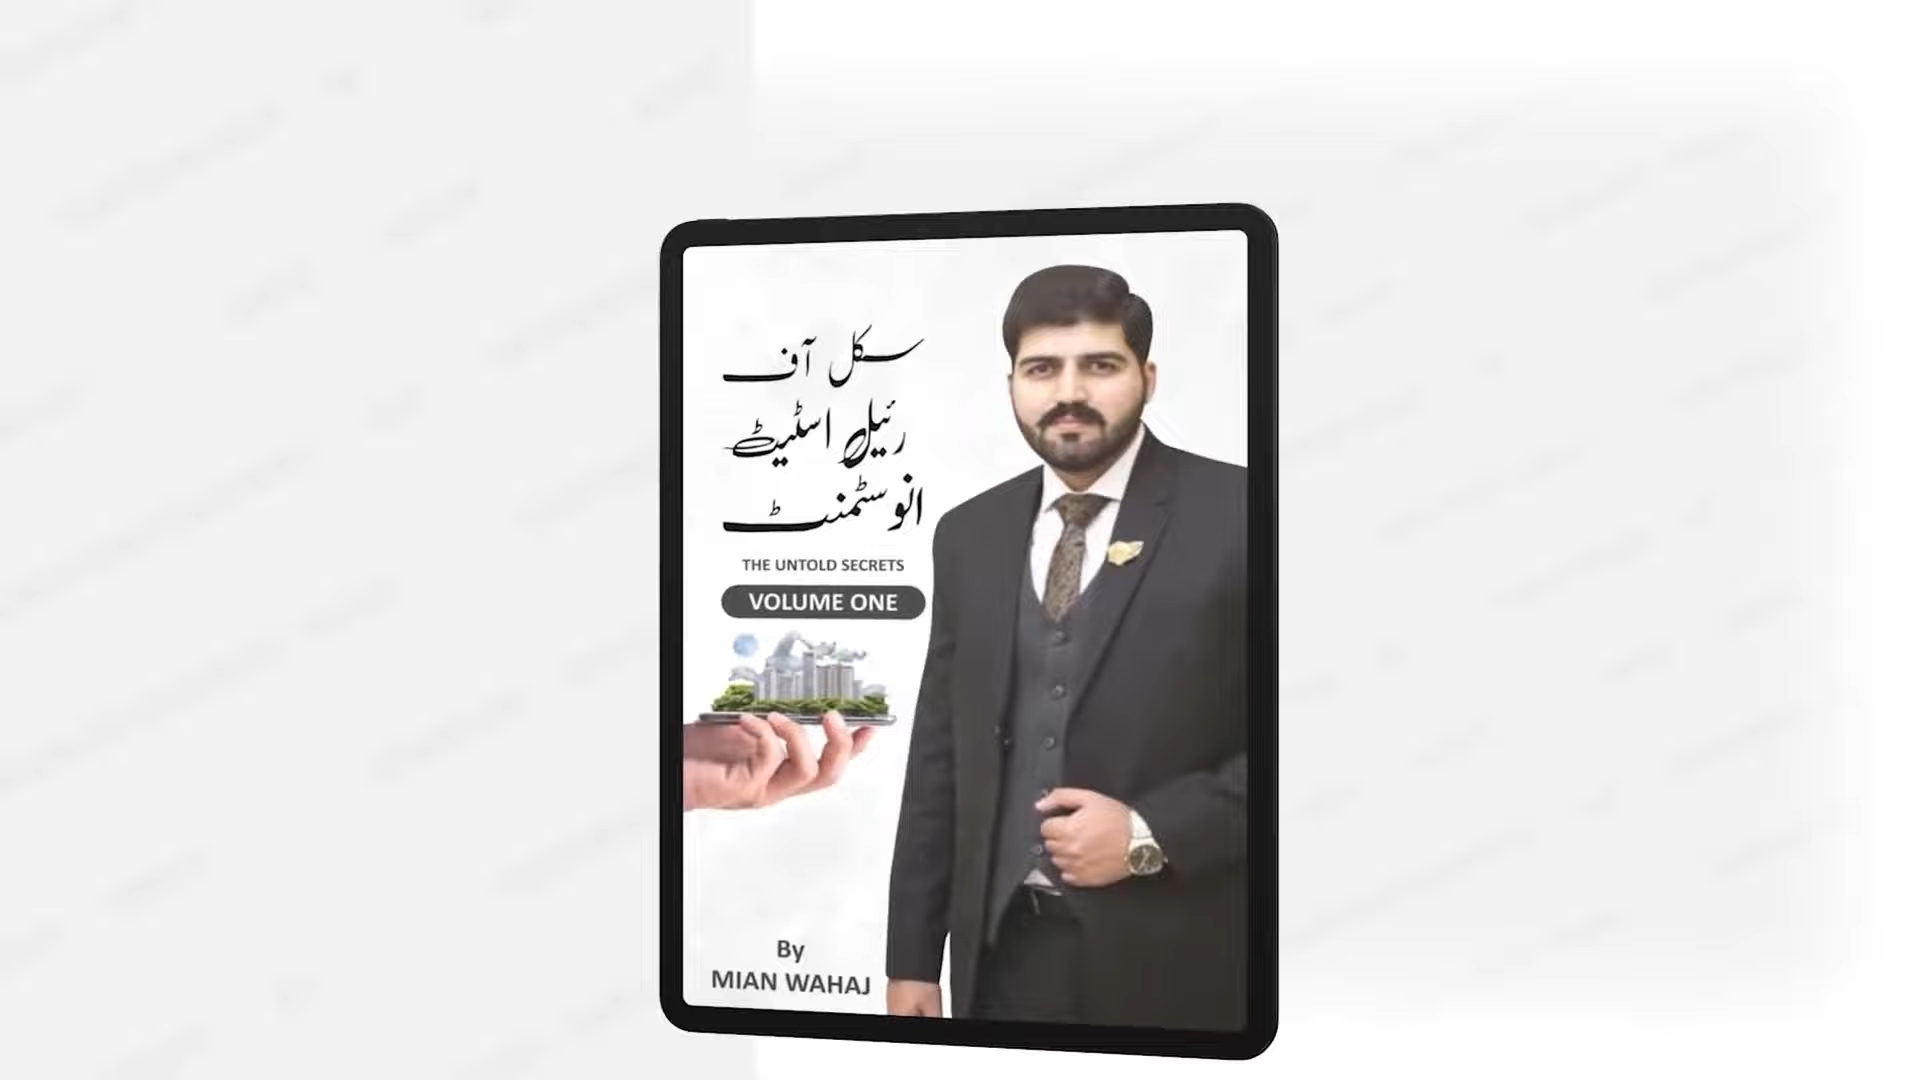 سکل آف
رئیل اسٹیٹ
انوسٹمنٹ
THE UNTOLD SECRETS
VOLUME ONE
By
MIAN WAHAJ